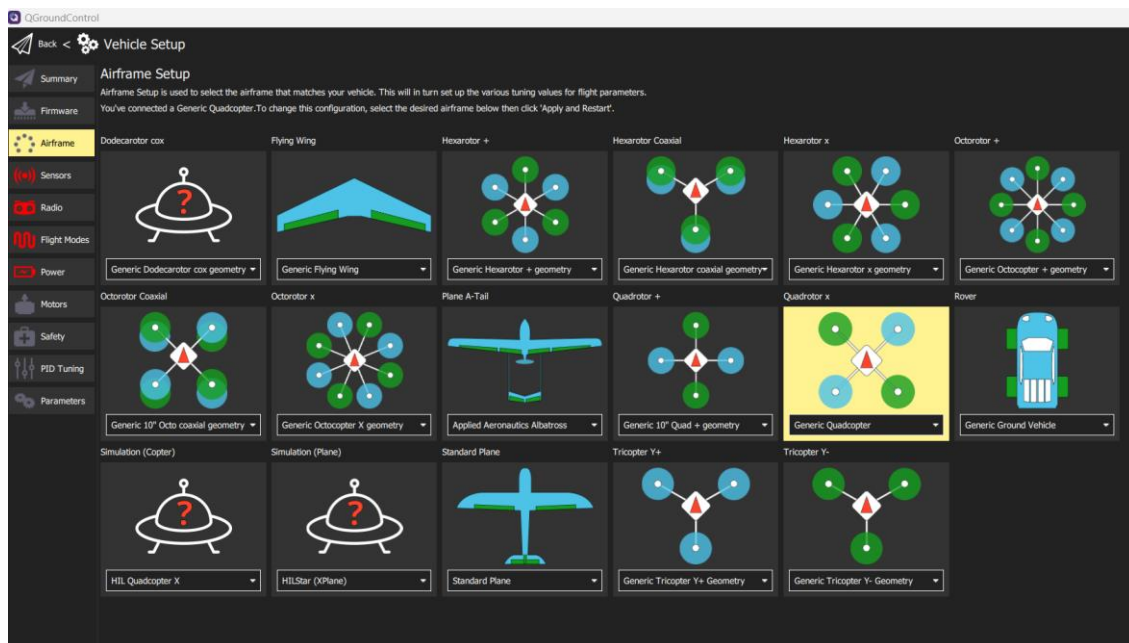 QGroundControl
Back < Vehicle Setup
Summary
Firmware
Airframe
Sensors
Radio
Flight Modes
Power
Motors
Safety
PID Tuning
Parameters
Airframe Setup
Airframe Setup is used to select the airframe that matches your vehicle. This will in turn set up the various tuning values for flight parameters.
You've connected a Generic Quadcopter.To change this configuration, select the desired airframe below then click 'Apply and Restart'.
Dodecarotor cox
Flying Wing
Hexarotor +
Hexarotor Coaxial
Hexarotor x
Octorotor +
?
Generic Dodecarotor cox geometry
Generic Flying Wing
Generic Hexarotor + geometry
Generic Hexarotor coaxial geometry
Generic Hexarotor x geometry
Generic Octocopter + geometry
Octorotor Coaxial
Octorotor x
Plane A-Tail
Quadrotor +
Quadrotor x
Rover
Generic 10" Octo coaxial geometry
Generic Octocopter X geometry
Applied Aeronautics Albatross
Generic 10" Quad + geometry
Generic Quadcopter
Generic Ground Vehicle
Simulation (Copter)
Simulation (Plane)
Standard Plane
Tricopter Y+
Tricopter Y-
?
?
HIL Quadcopter X
HILStar (XPlane)
Standard Plane
Generic Tricopter Y+ Geometry
Generic Tricopter Y- Geometry